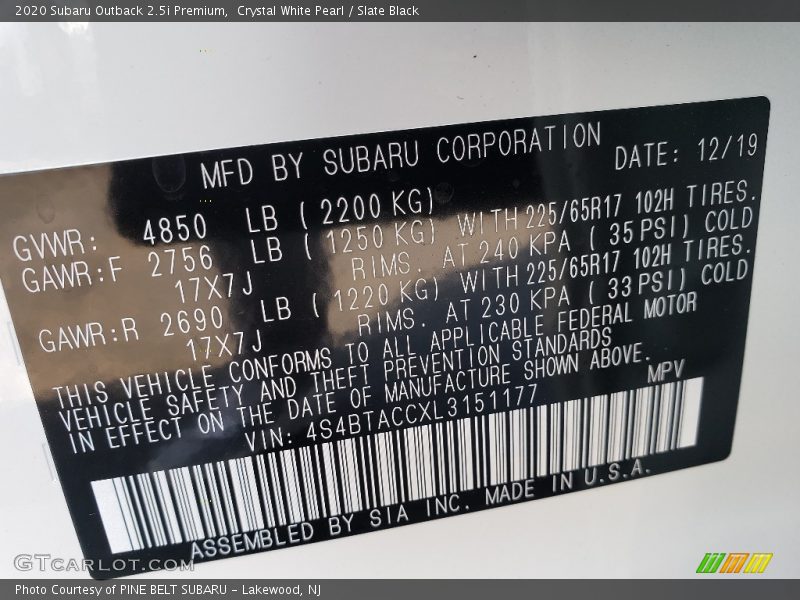 2020 Subaru Outback 2.5i Premium,  Crystal White Pearl / Slate Black
MFD BY SUBARU CORPORATION DATE: 12/19
GVWR: 4850 LB ( 2200 KG)
GAWR:F 2756 LB ( 1250 KG) WITH 225/65R17 102H TIRES.
17X7J RIMS. AT 240 KPA ( 35 PSI) COLD
GAWR:R 2690 LB ( 1220 KG) WITH 225/65R17 102H TIRES.
17X7J RIMS. AT 230 KPA ( 33 PSI) COLD
THIS VEHICLE CONFORMS TO ALL APPLICABLE FEDERAL MOTOR
VEHICLE SAFETY AND THEFT PREVENTION STANDARDS
IN EFFECT ON THE DATE OF MANUFACTURE SHOWN ABOVE.
VIN: 4S4BTACCXL3151177 MPV
ASSEMBLED BY SIA INC. MADE IN U.S.A.
GTcarlot.com
Photo Courtesy of PINE BELT SUBARU - Lakewood, NJ